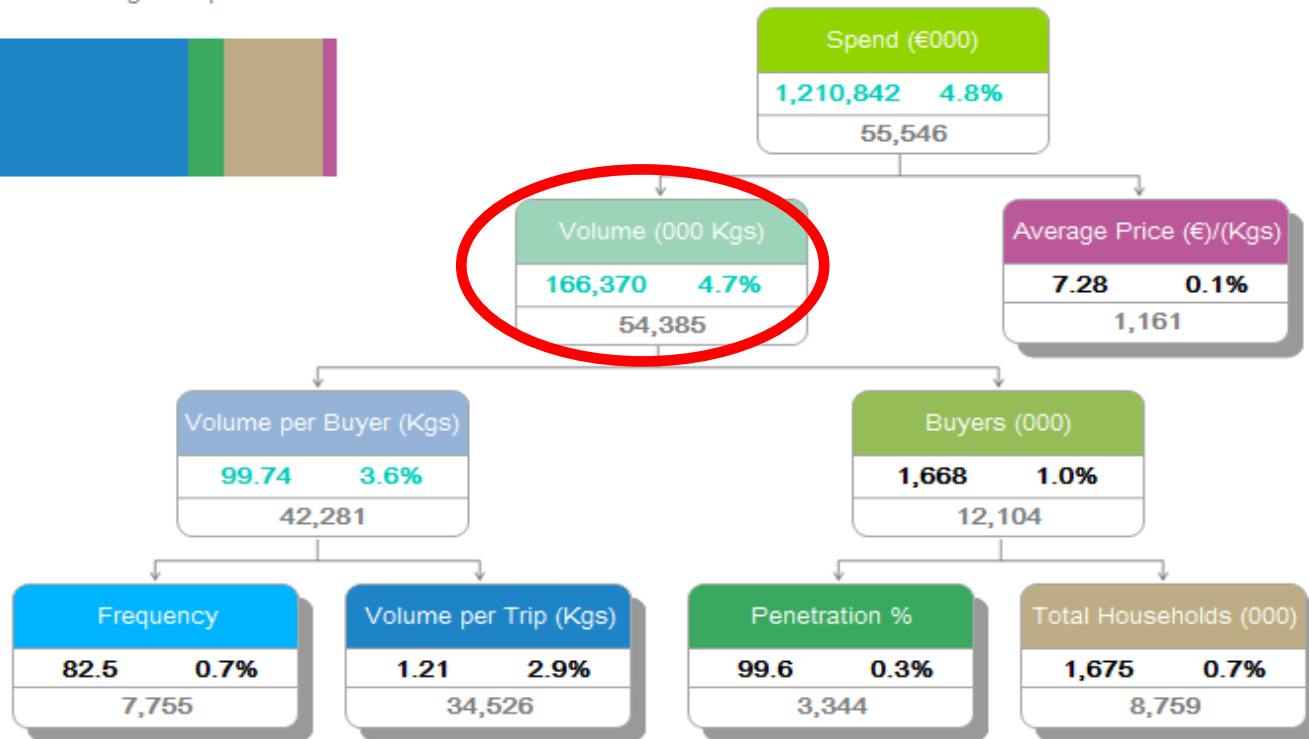 Spend (€000)
1,210,842 4.8%
55,546
Volume (000 Kgs)
166,370 4.7%
54,385
Average Price (€)/(Kgs)
7.28 0.1%
1,161
Volume per Buyer (Kgs)
99.74 3.6%
42,281
Buyers (000)
1,668 1.0%
12,104
Frequency
82.5 0.7%
7,755
Volume per Trip (Kgs)
1.21 2.9%
34,526
Penetration %
99.6 0.3%
3,344
Total Households (000)
1,675 0.7%
8,759